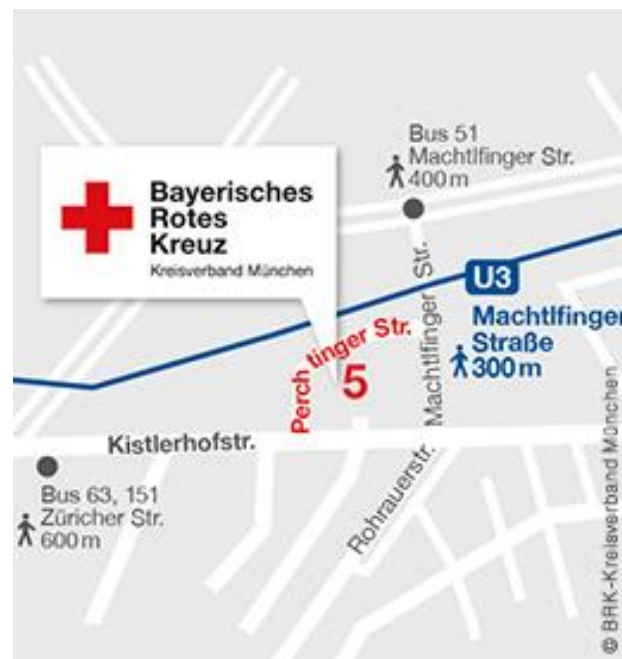 Bus 51
Machtlfinger Str.
400 m
Bayerisches
Rotes
Kreuz
Kreisverband München
U3
Machtlfinger
Straße
300 m
Machtlfinger Str.
Perchtinger Str.
5
Kistlerhofstr.
Rohrauerstr.
Bus 63, 151
Züricher Str.
600 m
© BRK-Kreisverband München